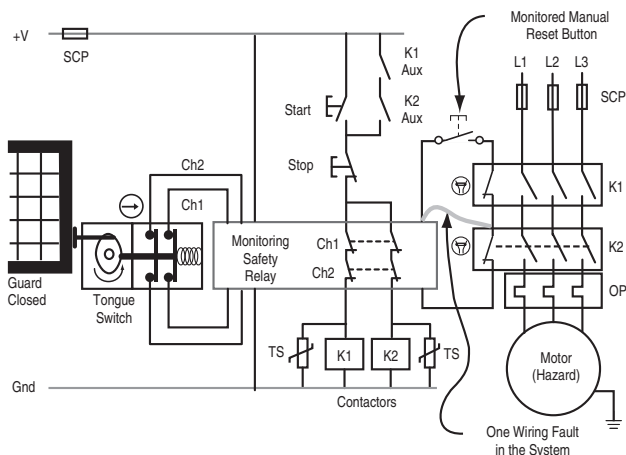 Monitored Manual
Reset Button
+V
SCP
K1
Aux
K2
Aux
L1 L2 L3
SCP
Start
Stop
Ch2
Ch1
K1
Monitoring
Safety
Relay
Ch1
Ch2
K2
Guard
Closed
Tongue
Switch
OP
TS
K1
K2
TS
Motor
(Hazard)
Gnd
Contactors
One Wiring Fault
in the System